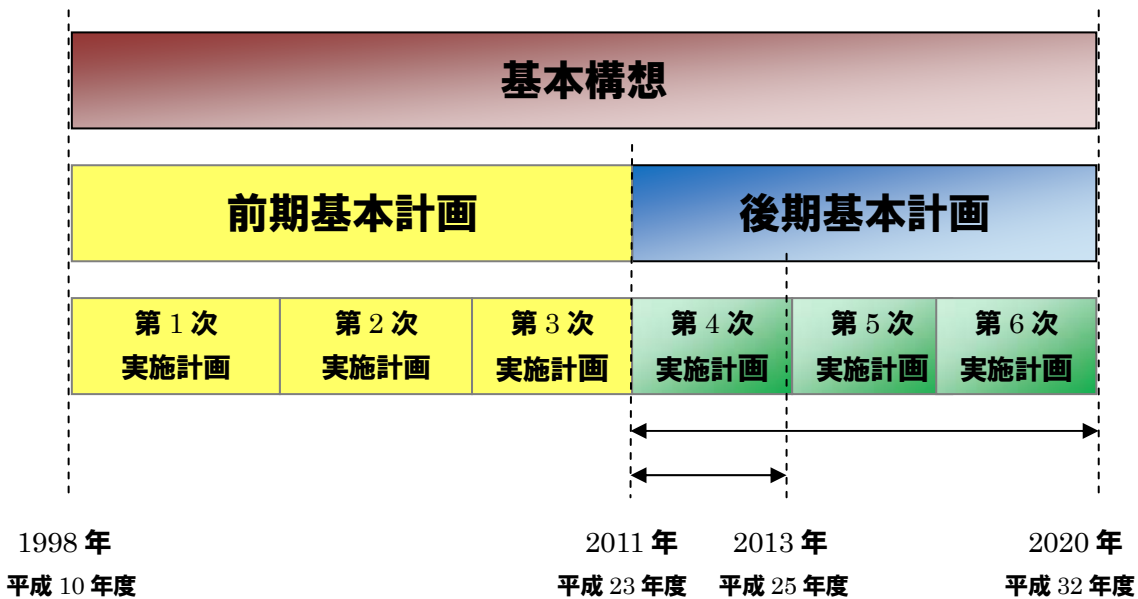 基本構想
前期基本計画
後期基本計画
第 1 次
実施計画
第 2 次
実施計画
第 3 次
実施計画
第 4 次
実施計画
第 5 次
実施計画
第 6 次
実施計画
1998 年
平成 10 年度
2011 年
平成 23 年度
2013 年
平成 25 年度
2020 年
平成 32 年度